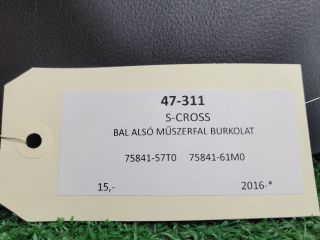 47-311
S-CROSS
BAL ALSÓ MŰSZERFAL BURKOLAT
75841-57T0 75841-61M0
15,- 2016-*